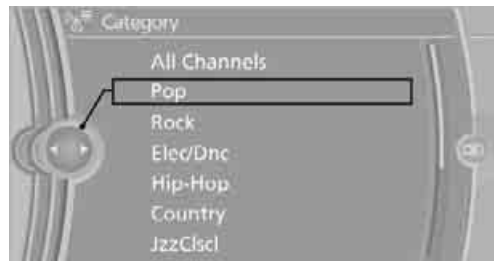 Category
All Channels
Pop
Rock
Elec/Dnc
Hip-Hop
Country
JzzClscl